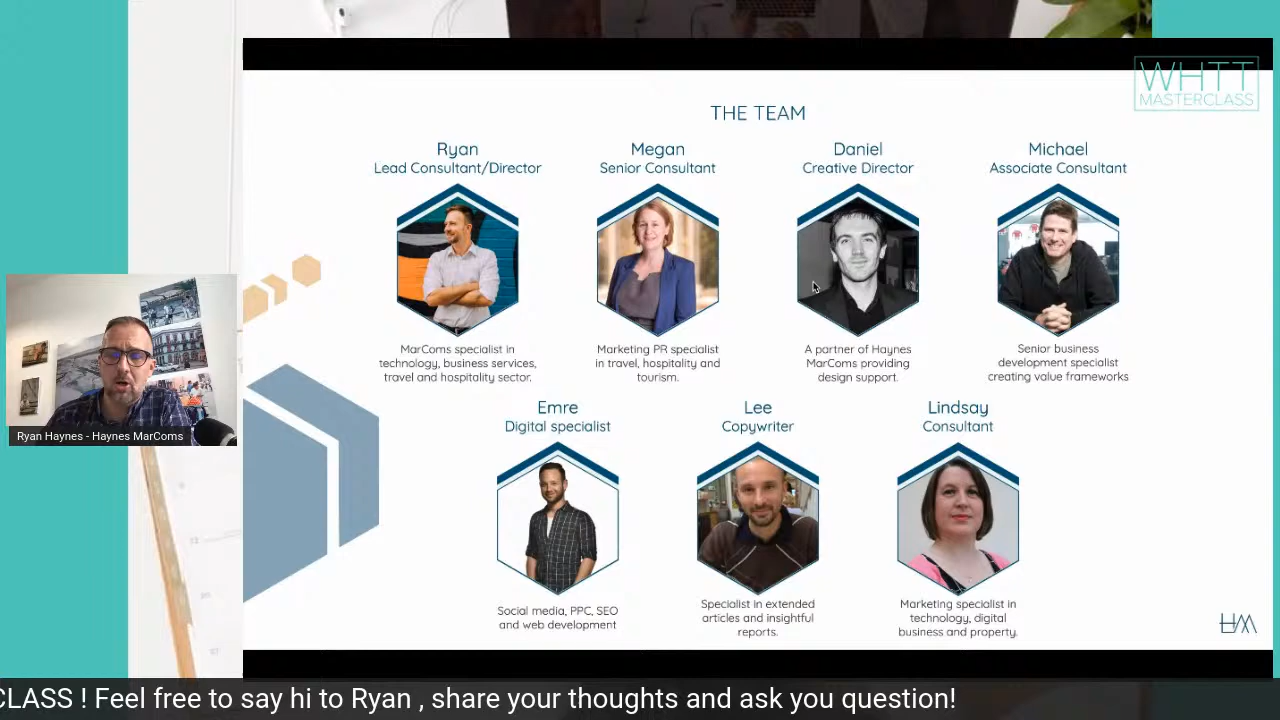 WHTT
MASTERCLASS
THE TEAM
Ryan
Lead Consultant/Director
Megan
Senior Consultant
Daniel
Creative Director
Michael
Associate Consultant
MarComs specialist in
technology, business services,
travel and hospitality sector.
Marketing PR specialist
in travel, hospitality and
tourism.
A partner of Haynes
MarComs providing
design support.
Senior business
development specialist
creating value frameworks
Ryan Haynes - Haynes MarComs
Emre
Digital specialist
Lee
Copywriter
Lindsay
Consultant
Social media, PPC, SEO
and web development
Specialist in extended
articles and insightful
reports.
Marketing specialist in
technology, digital
business and property.
HM
CLASS ! Feel free to say hi to Ryan , share your thoughts and ask you question!